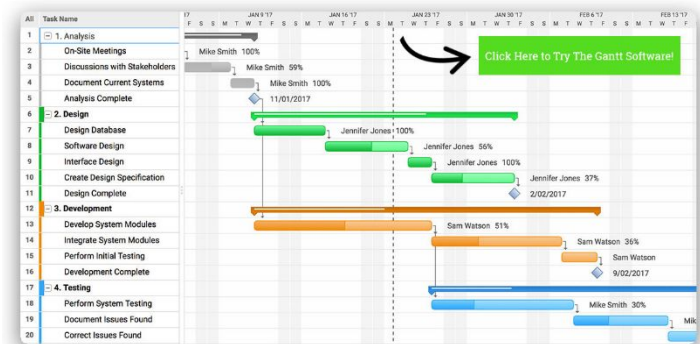 All Task Name 17 JAN 9 '17 JAN 16 '17 JAN 23 '17 JAN 30 '17 FEB 6 '17 FEB 13 '17
F S S M T W T F S S M T W T F S S M T W T F S S M T W T F S S M T W T F S S M T W
1 1. Analysis
2 On-Site Meetings Mike Smith 100%
Click Here to Try The Gantt Software!
3 Discussions with Stakeholders Mike Smith 59%
4 Document Current Systems Mike Smith 100%
5 Analysis Complete 11/01/2017
6 2. Design
7 Design Database Jennifer Jones 100%
8 Software Design Jennifer Jones 56%
9 Interface Design Jennifer Jones 100%
10 Create Design Specification Jennifer Jones 37%
11 Design Complete 2/02/2017
12 3. Development
13 Develop System Modules Sam Watson 51%
14 Integrate System Modules Sam Watson 36%
15 Perform Initial Testing Sam Watson
16 Development Complete 9/02/2017
17 4. Testing
18 Perform System Testing Mike Smith 30%
19 Document Issues Found Mik
20 Correct Issues Found